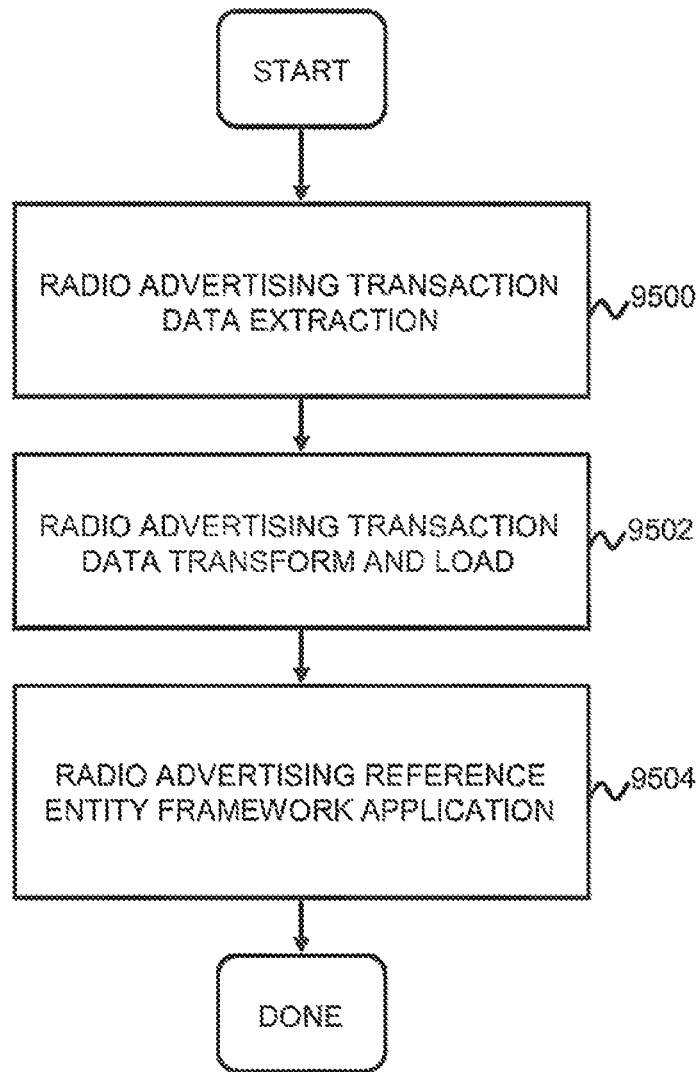 START
RADIO ADVERTISING TRANSACTION
DATA EXTRACTION
9500
RADIO ADVERTISING TRANSACTION
DATA TRANSFORM AND LOAD
9502
RADIO ADVERTISING REFERENCE
ENTITY FRAMEWORK APPLICATION
9504
DONE